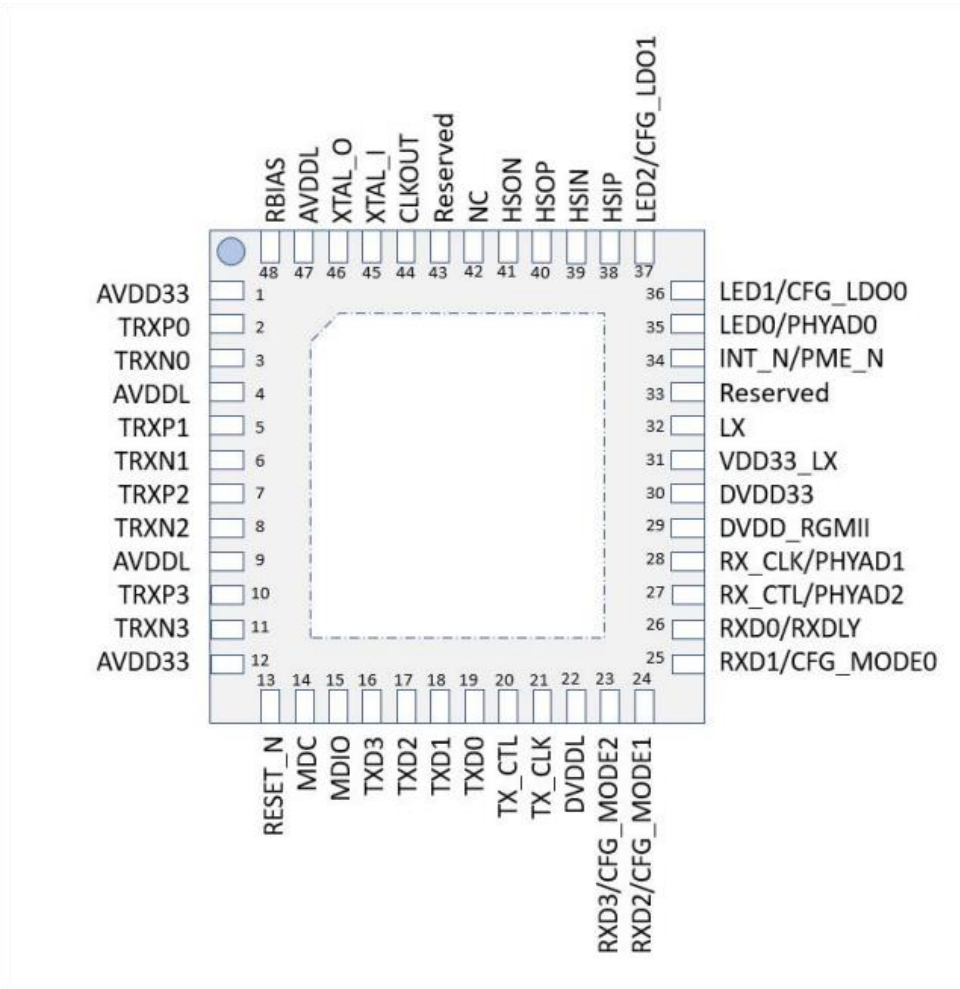 RBIAS
AVDDL
XTAL_O
XTAL_I
CLKOUT
Reserved
NC
HSON
HSOP
HSIN
HSIP
LED2/CFG_LDO1
48 47 46 45 44 43 42 41 40 39 38 37
AVDD33 1
TRXP0 2
TRXN0 3
AVDDL 4
TRXP1 5
TRXN1 6
TRXP2 7
TRXN2 8
AVDDL 9
TRXP3 10
TRXN3 11
AVDD33 12
36 LED1/CFG_LDO0
35 LED0/PHYAD0
34 INT_N/PME_N
33 Reserved
32 LX
31 VDD33_LX
30 DVDD33
29 DVDD_RGMII
28 RX_CLK/PHYAD1
27 RX_CTL/PHYAD2
26 RXD0/RXDLY
25 RXD1/CFG_MODE0
13 14 15 16 17 18 19 20 21 22 23 24
RESET_N
MDC
MDIO
TXD3
TXD2
TXD1
TXD0
TX_CTL
TX_CLK
DVDDL
RXD3/CFG_MODE2
RXD2/CFG_MODE1